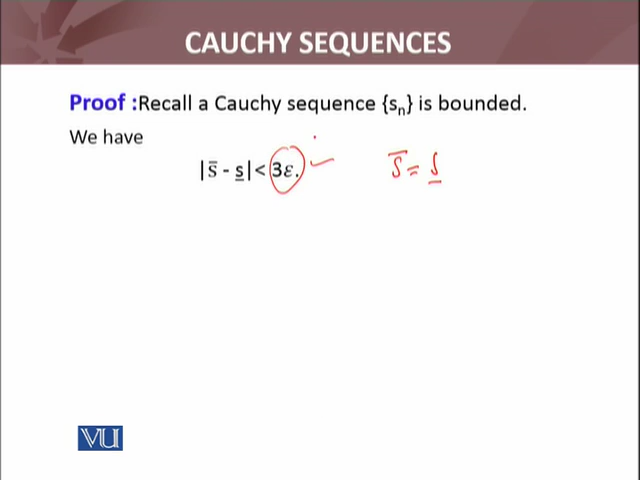 CAUCHY SEQUENCES
Proof :Recall a Cauchy sequence {sₙ} is bounded.
We have
|s̅ - s̲| < 3ε.
s̅ = s̲
VU